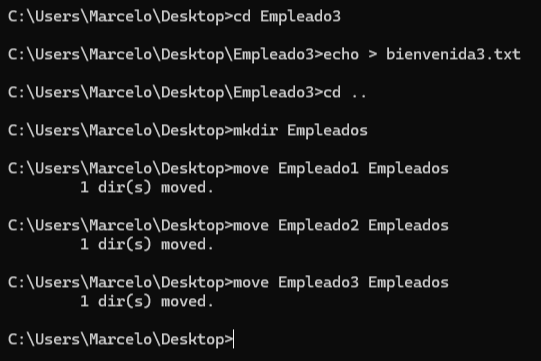 C:\Users\Marcelo\Desktop>cd Empleado3
C:\Users\Marcelo\Desktop\Empleado3>echo > bienvenida3.txt
C:\Users\Marcelo\Desktop\Empleado3>cd ..
C:\Users\Marcelo\Desktop>mkdir Empleados
C:\Users\Marcelo\Desktop>move Empleado1 Empleados
        1 dir(s) moved.
C:\Users\Marcelo\Desktop>move Empleado2 Empleados
        1 dir(s) moved.
C:\Users\Marcelo\Desktop>move Empleado3 Empleados
        1 dir(s) moved.
C:\Users\Marcelo\Desktop>